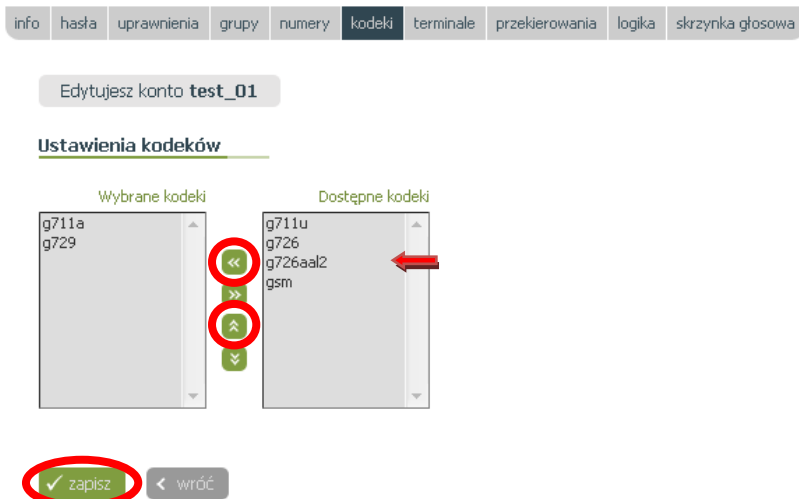 info hasła uprawnienia grupy numery kodeki terminale przekierowania logika skrzynka głosowa
Edytujesz konto test_01
Ustawienia kodeków
Wybrane kodeki Dostępne kodeki
g711a g711u
g729 g726
g726aal2
gsm
zapisz wróć